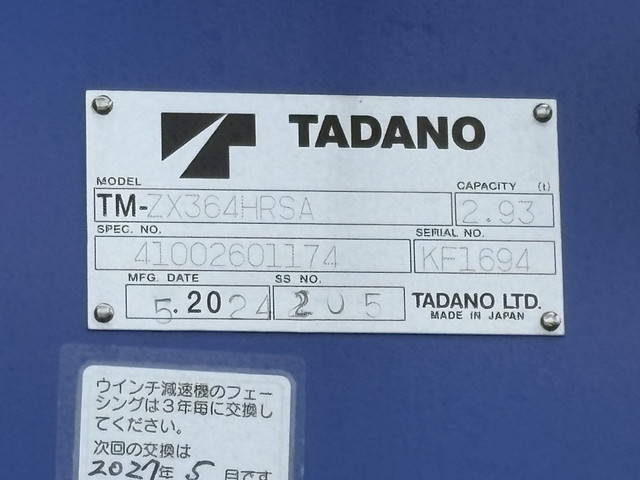 TADANO
MODEL
CAPACITY (t)
TM-ZX364HRSA 2.93
SPEC. NO. SERIAL NO.
41002601174 KF1694
MFG. DATE SS NO.
5.2024 205 TADANO LTD.
MADE IN JAPAN
ウインチ減速機のフェー
シングは3年毎に交換し
てください。
次回の交換は
2027年 5 月です